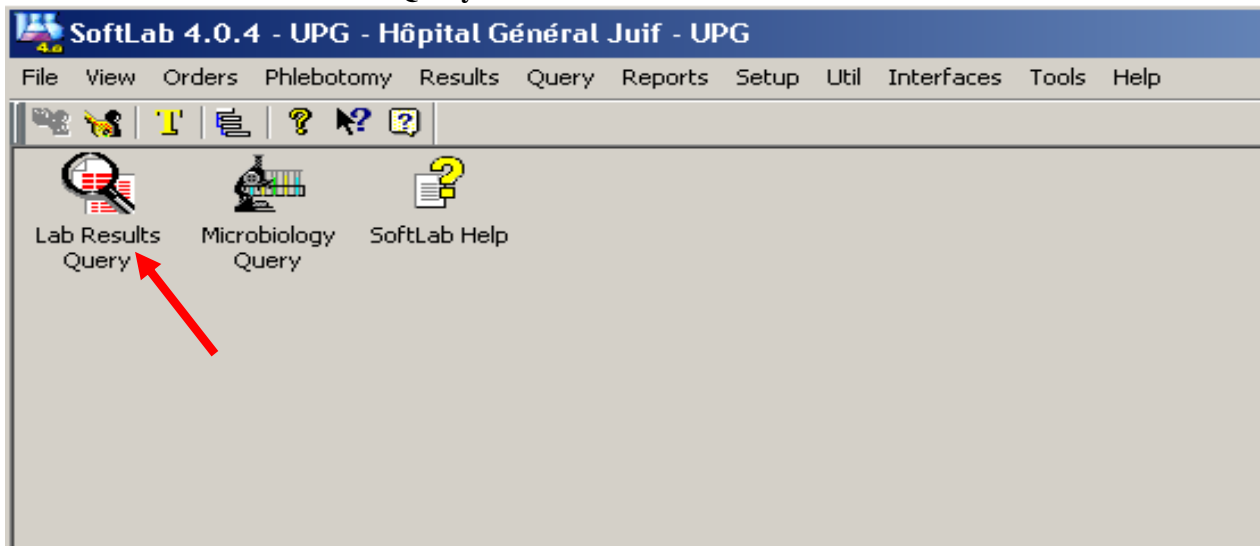 SoftLab 4.0.4 - UPG - Hôpital Général Juif - UPG
File View Orders Phlebotomy Results Query Reports Setup Util Interfaces Tools Help
Lab Results Query
Microbiology Query
SoftLab Help